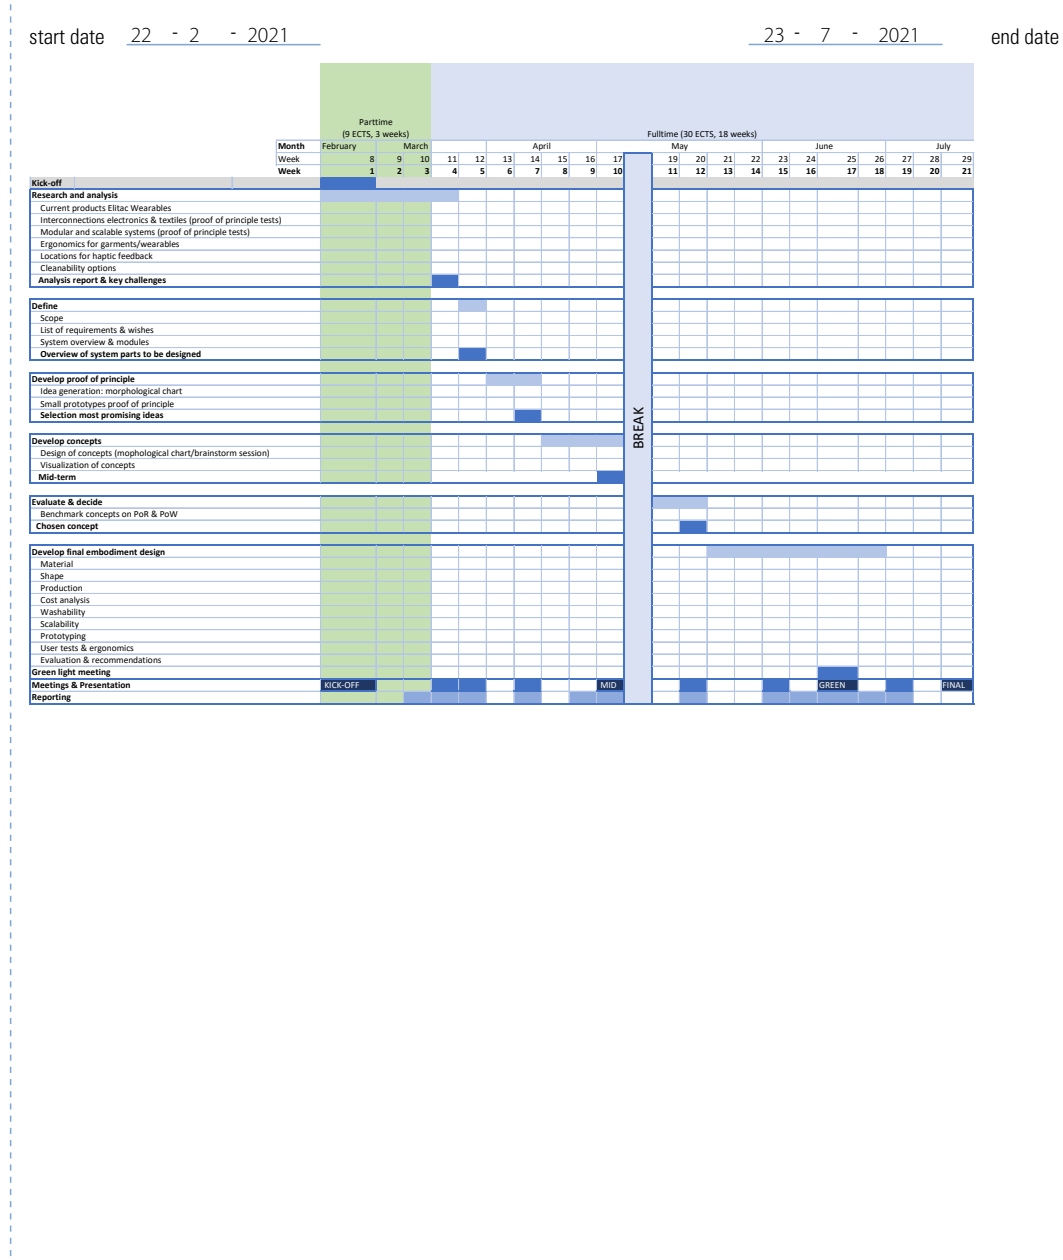 start date 22 - 2 - 2021 23 - 7 - 2021 end date
Parttime
(9 ECTS, 3 weeks) Fulltime (30 ECTS, 18 weeks)
Month February March April May June July
Week 8 9 10 11 12 13 14 15 16 17 19 20 21 22 23 24 25 26 27 28 29
Week 1 2 3 4 5 6 7 8 9 10 11 12 13 14 15 16 17 18 19 20 21
Kick-off
Research and analysis
Current products Elitac Wearables
Interconnections electronics & textiles (proof of principle tests)
Modular and scalable systems (proof of principle tests)
Ergonomics for garments/wearables
Locations for haptic feedback
Cleanability options
Analysis report & key challenges
Define
Scope
List of requirements & wishes
System overview & modules
Overview of system parts to be designed
Develop proof of principle
Idea generation: morphological chart
Small prototypes proof of principle
Selection most promising ideas
BREAK
Develop concepts
Design of concepts (mophological chart/brainstorm session)
Visualization of concepts
Mid-term
Evaluate & decide
Benchmark concepts on PoR & PoW
Chosen concept
Develop final embodiment design
Material
Shape
Production
Cost analysis
Washability
Scalability
Prototyping
User tests & ergonomics
Evaluation & recommendations
Green light meeting
Meetings & Presentation KICK-OFF MID GREEN FINAL
Reporting